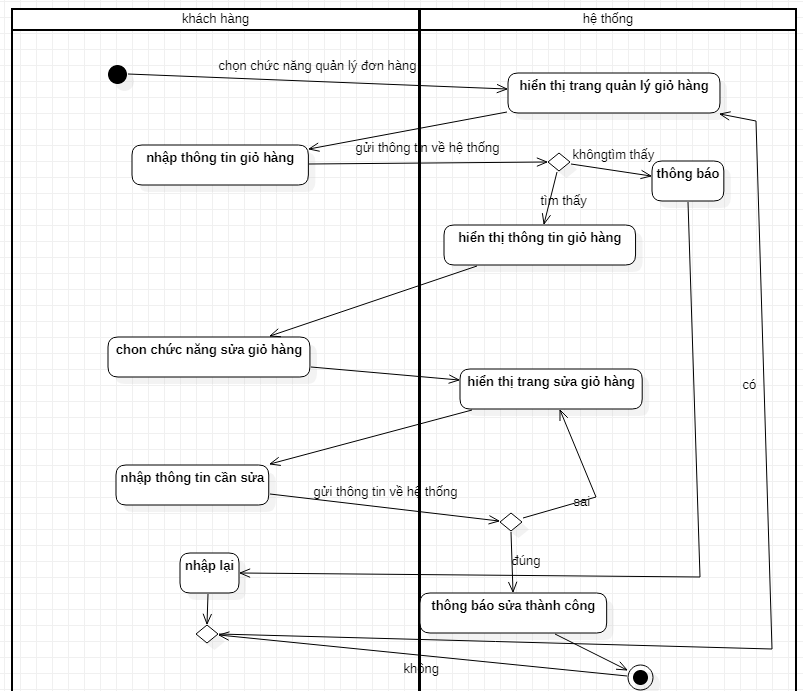 khách hàng
hệ thống
chọn chức năng quản lý đơn hàng
hiển thị trang quản lý giỏ hàng
gửi thông tin về hệ thống
nhập thông tin giỏ hàng
khôngtìm thấy
thông báo
tìm thấy
hiển thị thông tin giỏ hàng
chon chức năng sửa giỏ hàng
hiển thị trang sửa giỏ hàng
có
nhập thông tin cần sửa
gửi thông tin về hệ thống
sai
đúng
nhập lại
thông báo sửa thành công
không